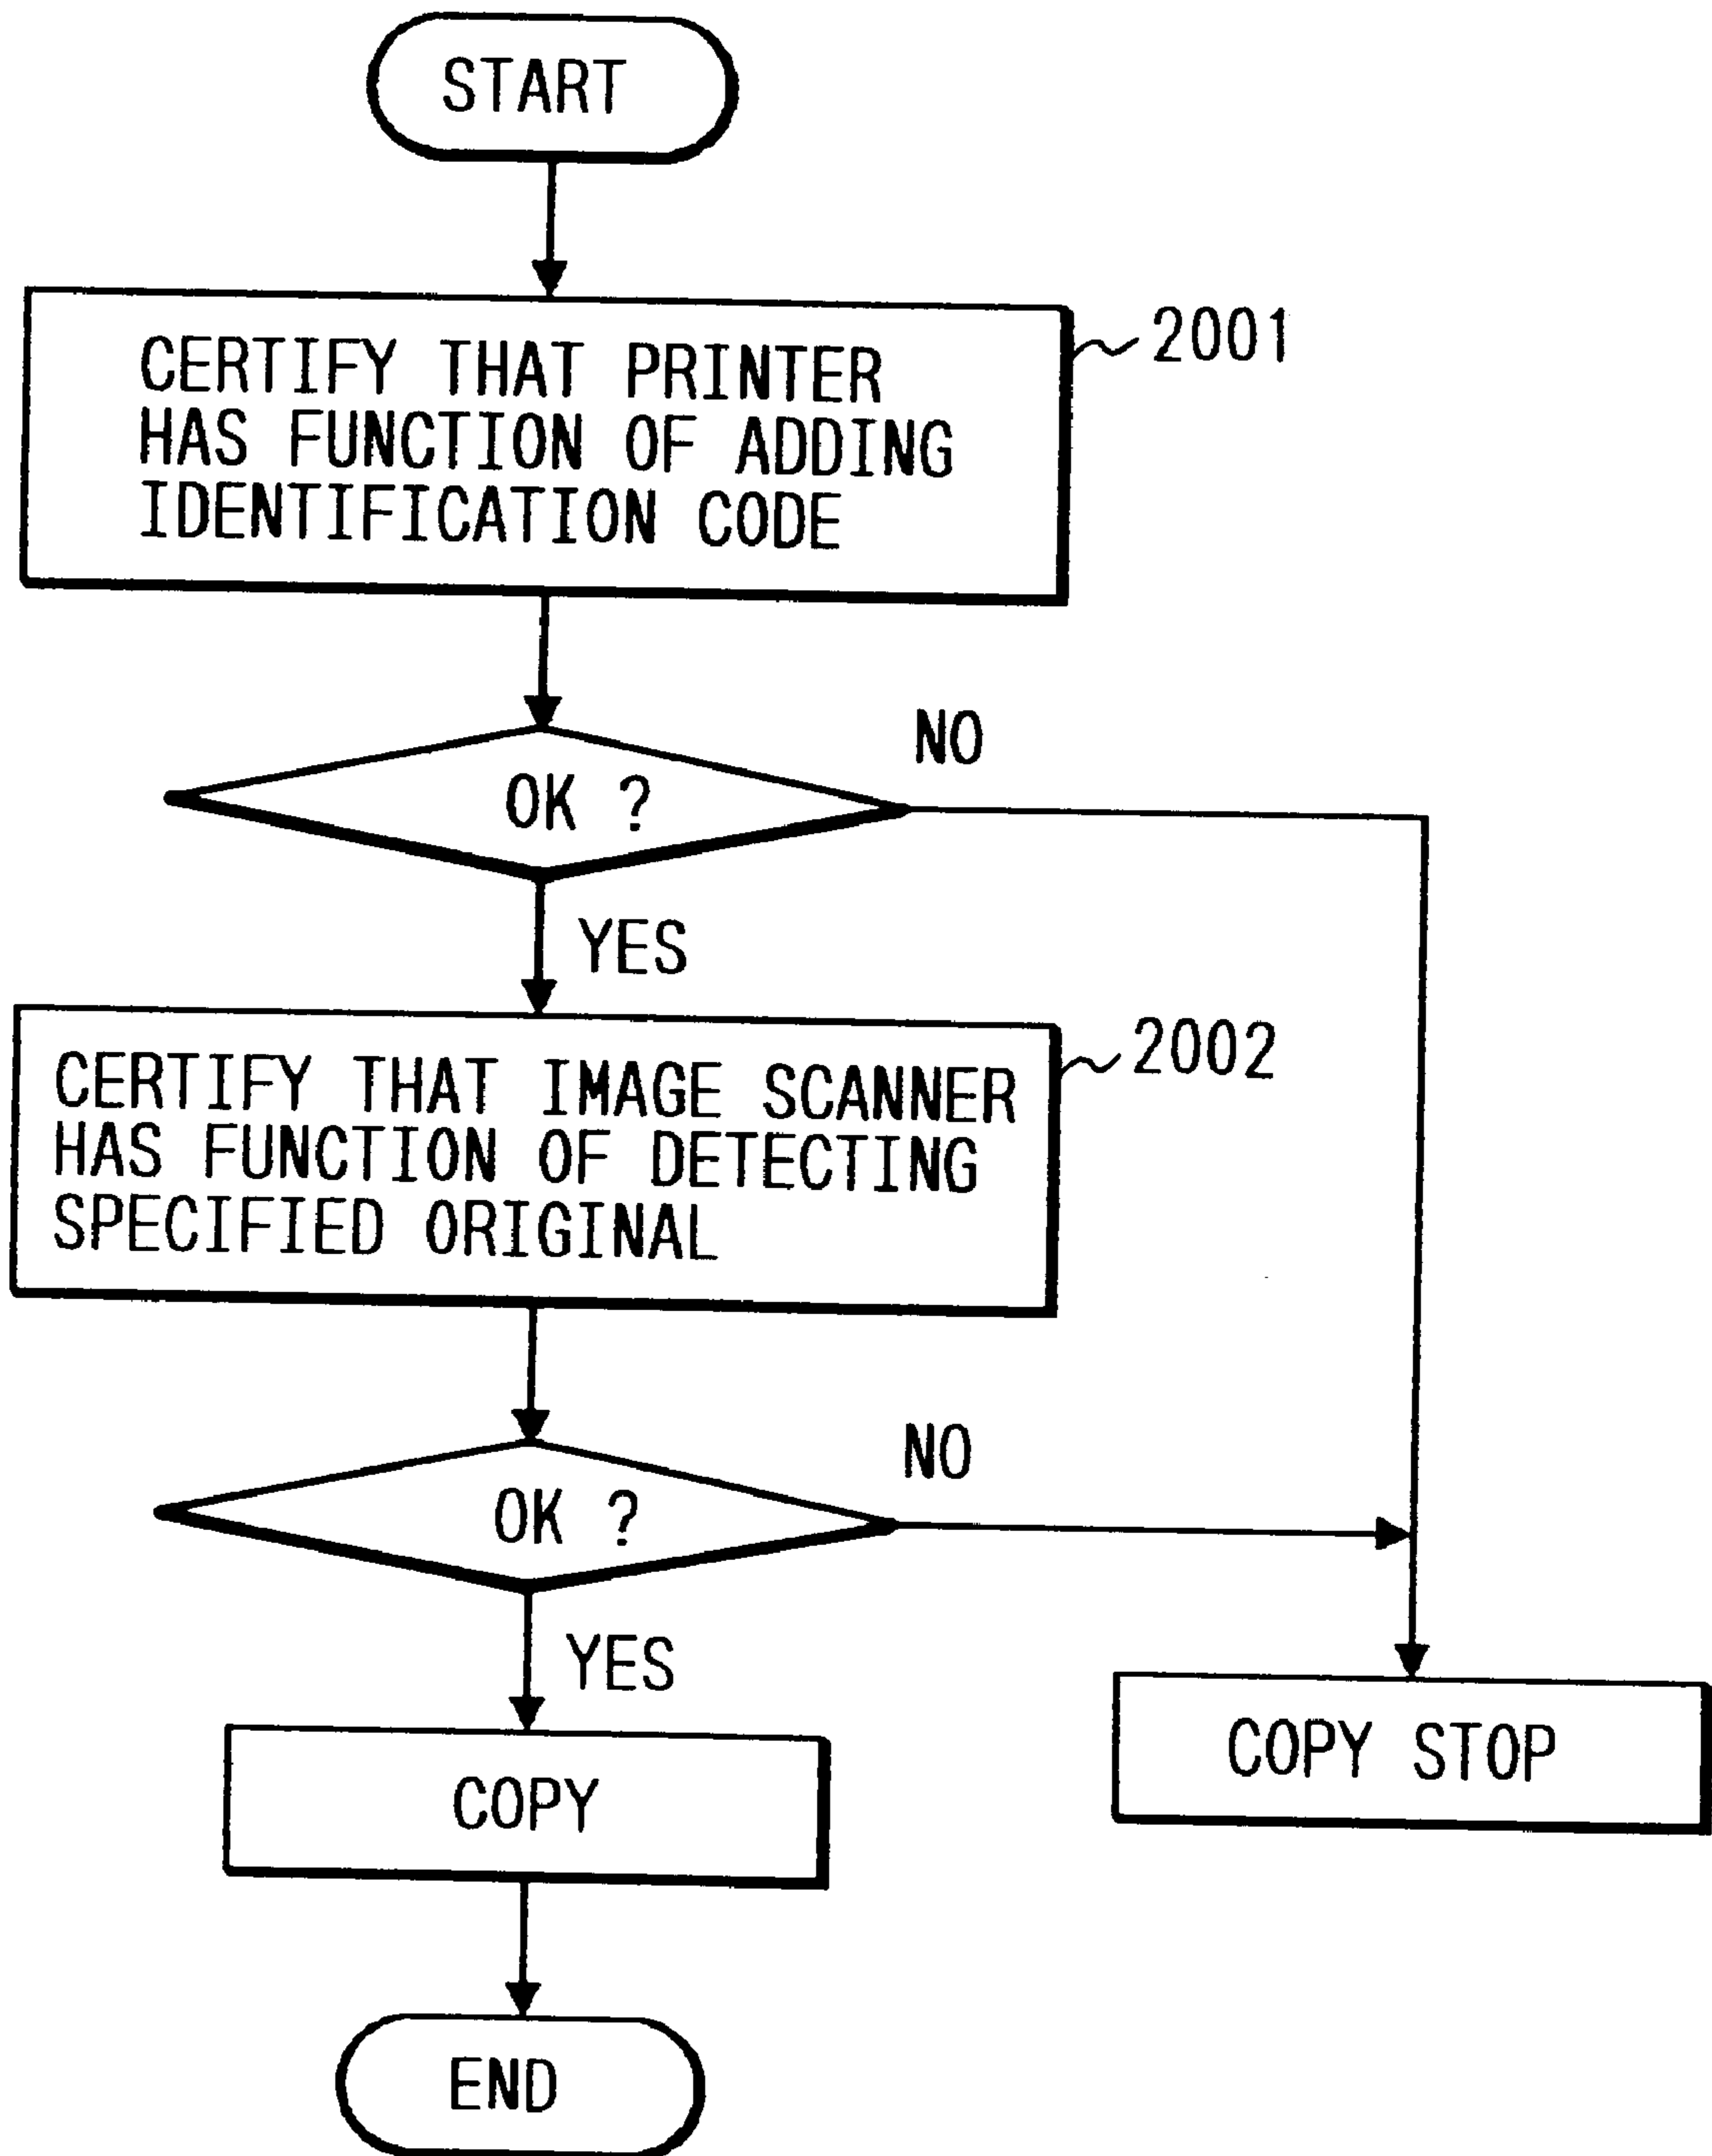 START
CERTIFY THAT PRINTER
HAS FUNCTION OF ADDING
IDENTIFICATION CODE
2001
OK ?
NO
YES
CERTIFY THAT IMAGE SCANNER
HAS FUNCTION OF DETECTING
SPECIFIED ORIGINAL
2002
OK ?
NO
YES
COPY
COPY STOP
END